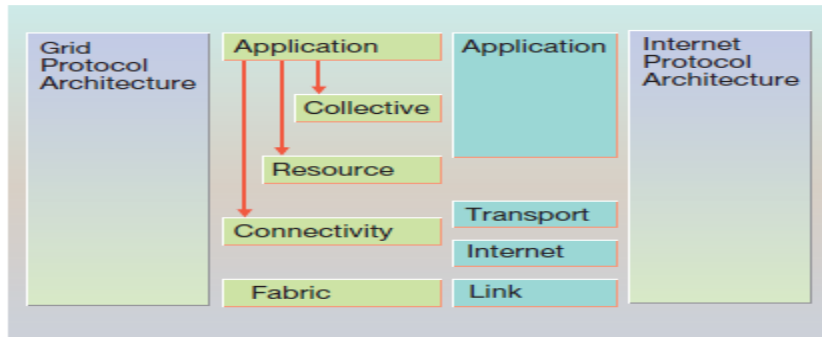 Grid
Protocol
Architecture
Application
Collective
Resource
Connectivity
Fabric
Application
Transport
Internet
Link
Internet
Protocol
Architecture